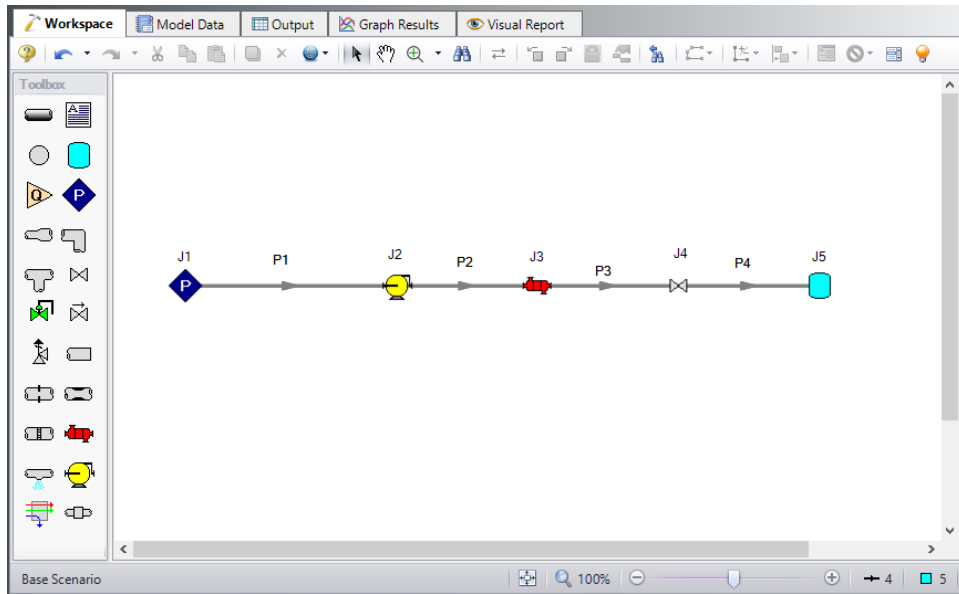 Workspace Model Data Output Graph Results Visual Report
Toolbox
A
Q P
J1 P1 J2 P2 J3 P3 J4 P4 J5
P
Base Scenario 100% 4 5